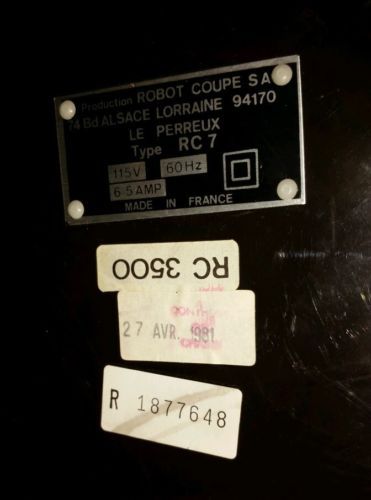 Production ROBOT COUPE S A
74 Bd ALSACE LORRAINE 94170
LE PERREUX
Type RC 7
115V 60Hz
6.5 AMP
MADE IN FRANCE
RC 3500
27 AVR. 1981
R 1877648